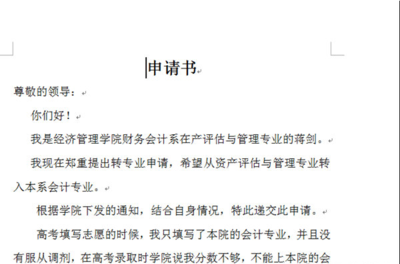 申请书
尊敬的领导：
你们好！
我是经济管理学院财务会计系在产评估与管理专业的蒋剑。
我现在郑重提出转专业申请，希望从资产评估与管理专业转
入本系会计专业。
根据学院下发的通知，结合自身情况，特此递交此申请。
高考填写志愿的时候，我只填写了本院的会计专业，并且没
有服从调剂，在高考录取时学院说我分数不够，不能上本院的会